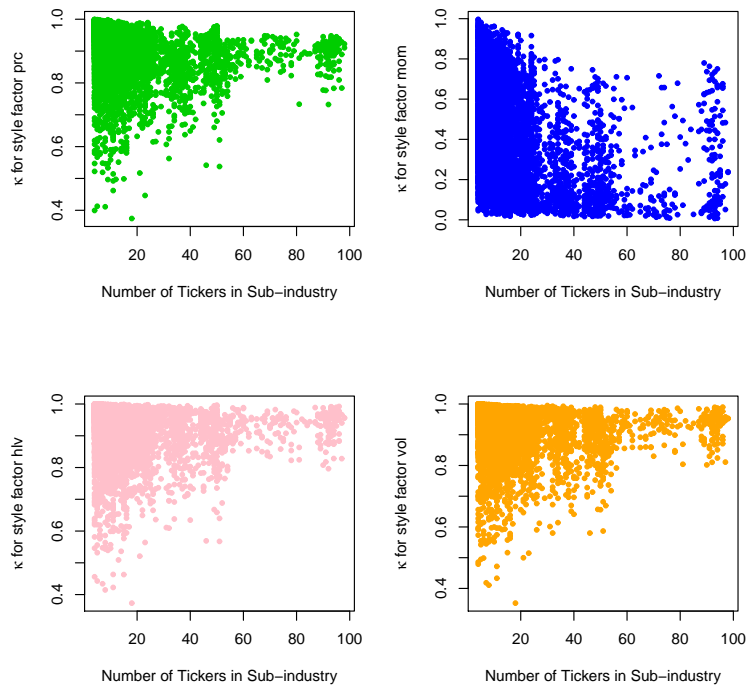 κ for style factor prc
1.0
0.8
0.6
0.4
20 40 60 80 100
Number of Tickers in Sub−industry
κ for style factor mom
1.0
0.8
0.6
0.4
0.2
0.0
20 40 60 80 100
Number of Tickers in Sub−industry
κ for style factor hlv
1.0
0.8
0.6
0.4
20 40 60 80 100
Number of Tickers in Sub−industry
κ for style factor vol
1.0
0.8
0.6
0.4
20 40 60 80 100
Number of Tickers in Sub−industry